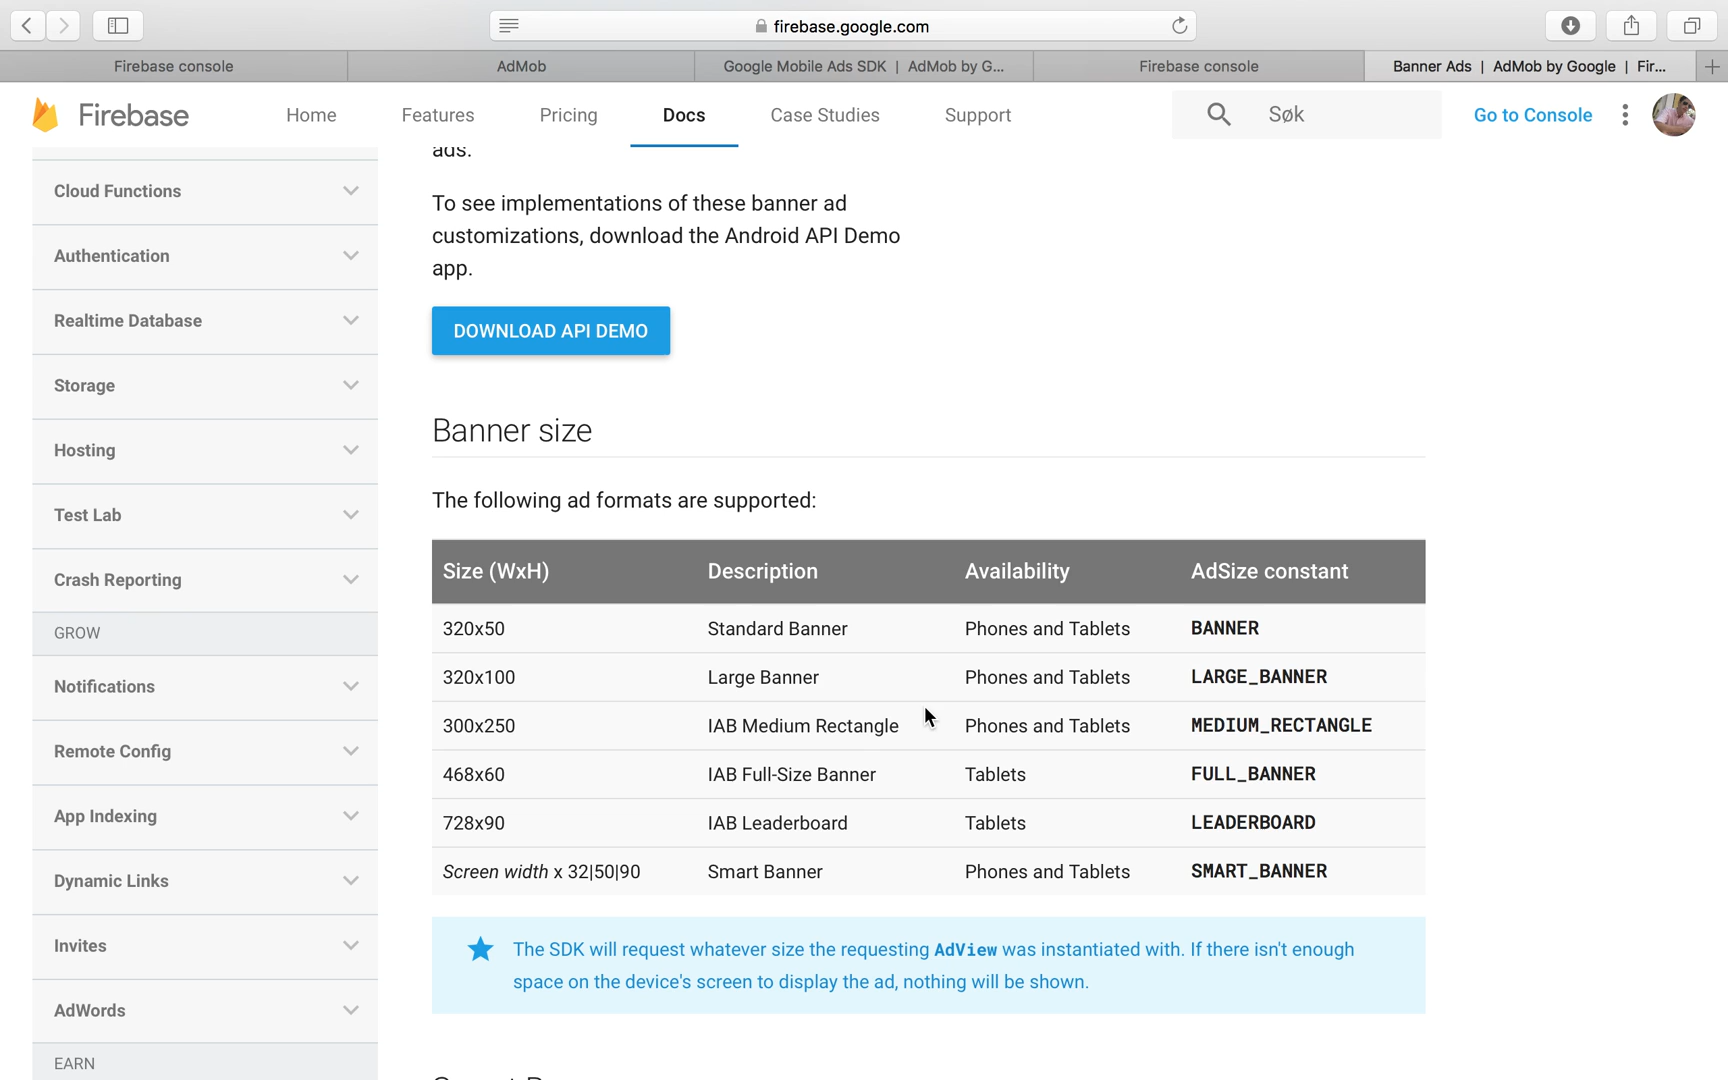 firebase.google.com
Firebase console
AdMob
Google Mobile Ads SDK | AdMob by G...
Firebase console
Banner Ads | AdMob by Google | Fir...
Firebase
Home
Features
Pricing
Docs
Case Studies
Support
Søk
Go to Console
Cloud Functions
Authentication
Realtime Database
Storage
Hosting
Test Lab
Crash Reporting
GROW
Notifications
Remote Config
App Indexing
Dynamic Links
Invites
AdWords
EARN
ads.
To see implementations of these banner ad
customizations, download the Android API Demo
app.
DOWNLOAD API DEMO
Banner size
The following ad formats are supported:
Size (WxH) Description Availability AdSize constant
320x50 Standard Banner Phones and Tablets BANNER
320x100 Large Banner Phones and Tablets LARGE_BANNER
300x250 IAB Medium Rectangle Phones and Tablets MEDIUM_RECTANGLE
468x60 IAB Full-Size Banner Tablets FULL_BANNER
728x90 IAB Leaderboard Tablets LEADERBOARD
Screen width x 32|50|90 Smart Banner Phones and Tablets SMART_BANNER
The SDK will request whatever size the requesting AdView was instantiated with. If there isn't enough
space on the device's screen to display the ad, nothing will be shown.